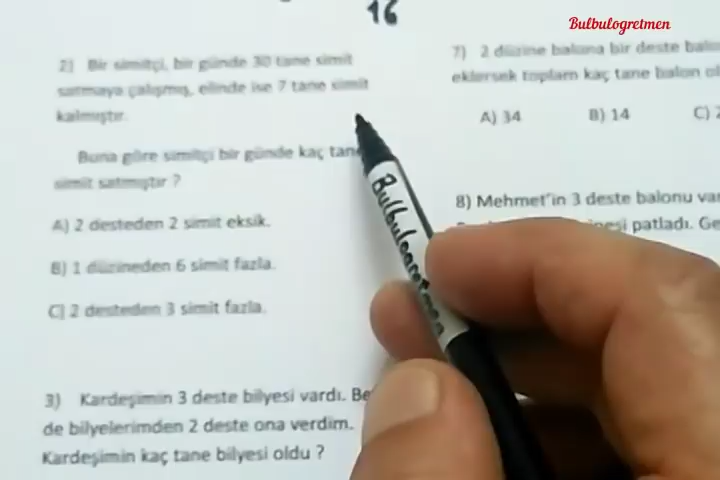 Bulbulogretmen
16
2) Bir simitçi, bir günde 30 tane simit
satmaya çalışmış, elinde ise 7 tane simit
kalmıştır.
Buna göre simitçi bir günde kaç
simit satmıştır ?
A) 2 desteden 2 simit eksik.
B) 1 düzineden 6 simit fazla.
C) 2 desteden 3 simit fazla.
3) Kardeşimin 3 deste bilyesi vardı.
de bilyelerimden 2 deste ona verdim.
Kardeşimin kaç tane bilyesi oldu ?
7) 2 düzine balona bir deste
eklersek toplam kaç tane balon
A) 34 B) 14 C)
8) Mehmet'in 3 deste balonu
patladı.
Bulbulogretmen